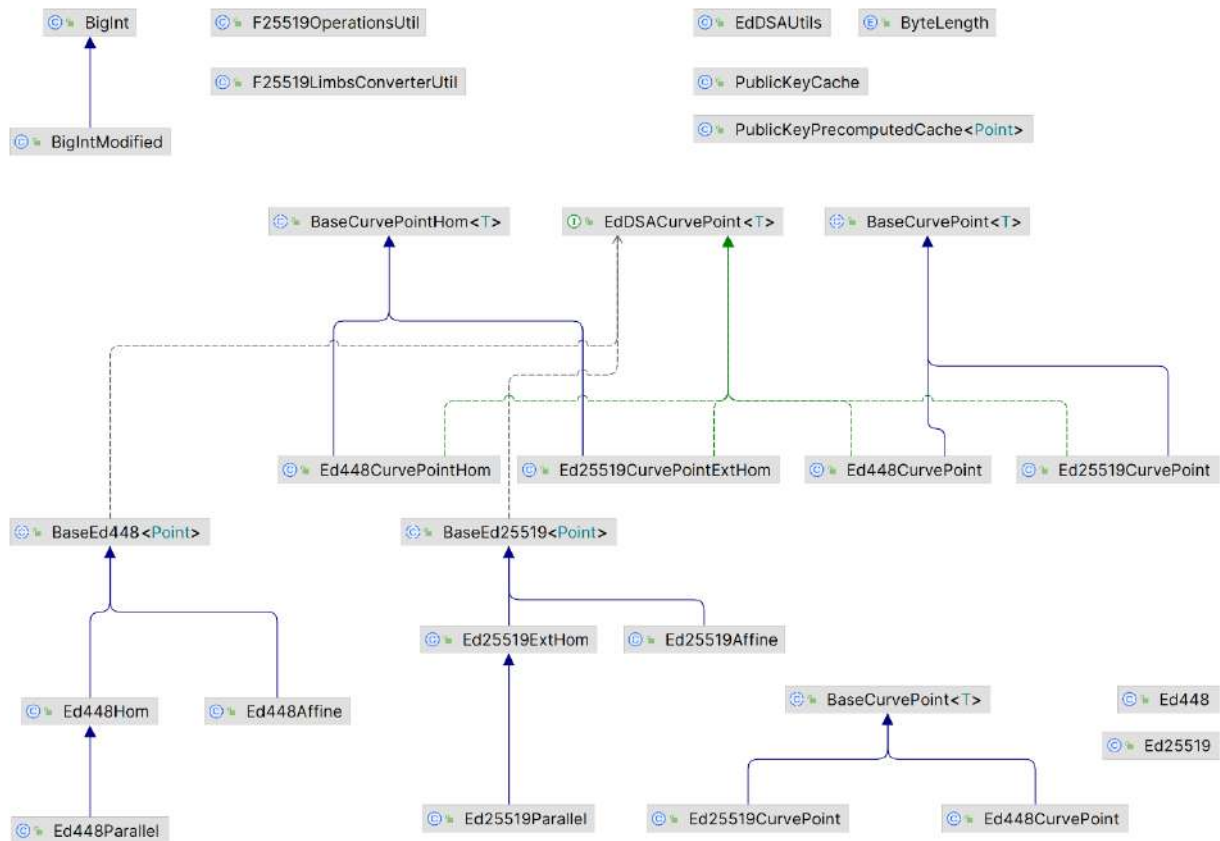 BigInt
F25519OperationsUtil
EdDSAUtils
ByteLength
F25519LimbsConverterUtil
PublicKeyCache
BigIntModified
PublicKeyPrecomputedCache<Point>
BaseCurvePointHom<T>
EdDSACurvePoint<T>
BaseCurvePoint<T>
Ed448CurvePointHom
Ed25519CurvePointExtHom
Ed448CurvePoint
Ed25519CurvePoint
BaseEd448<Point>
BaseEd25519<Point>
Ed25519ExtHom
Ed25519Affine
Ed448Hom
Ed448Affine
BaseCurvePoint<T>
Ed448
Ed25519
Ed448Parallel
Ed25519Parallel
Ed25519CurvePoint
Ed448CurvePoint